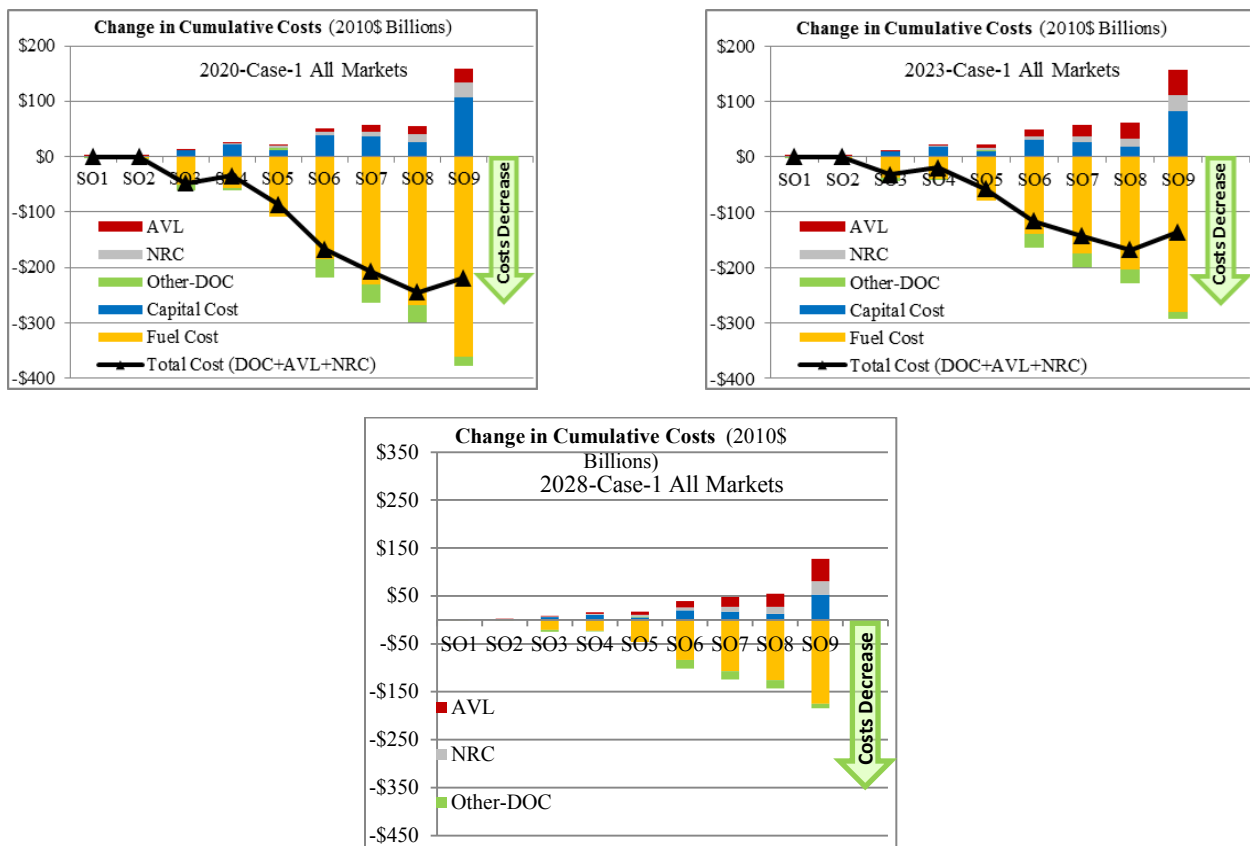 Change in Cumulative Costs (2010$ Billions)
2020-Case-1 All Markets
$200
$100
$0
-$100
-$200
-$300
-$400
SO1 SO2 SO3 SO4 SO5 SO6 SO7 SO8 SO9
AVL
NRC
Other-DOC
Capital Cost
Fuel Cost
Total Cost (DOC+AVL+NRC)
Costs Decrease
Change in Cumulative Costs (2010$ Billions)
2023-Case-1 All Markets
$200
$100
$0
-$100
-$200
-$300
-$400
SO1 SO2 SO3 SO4 SO5 SO6 SO7 SO8 SO9
AVL
NRC
Other-DOC
Capital Cost
Fuel Cost
Total Cost (DOC+AVL+NRC)
Costs Decrease
Change in Cumulative Costs (2010$
Billions)
2028-Case-1 All Markets
$350
$250
$150
$50
-$50
-$150
-$250
-$350
-$450
SO1 SO2 SO3 SO4 SO5 SO6 SO7 SO8 SO9
AVL
NRC
Other-DOC
Costs Decrease